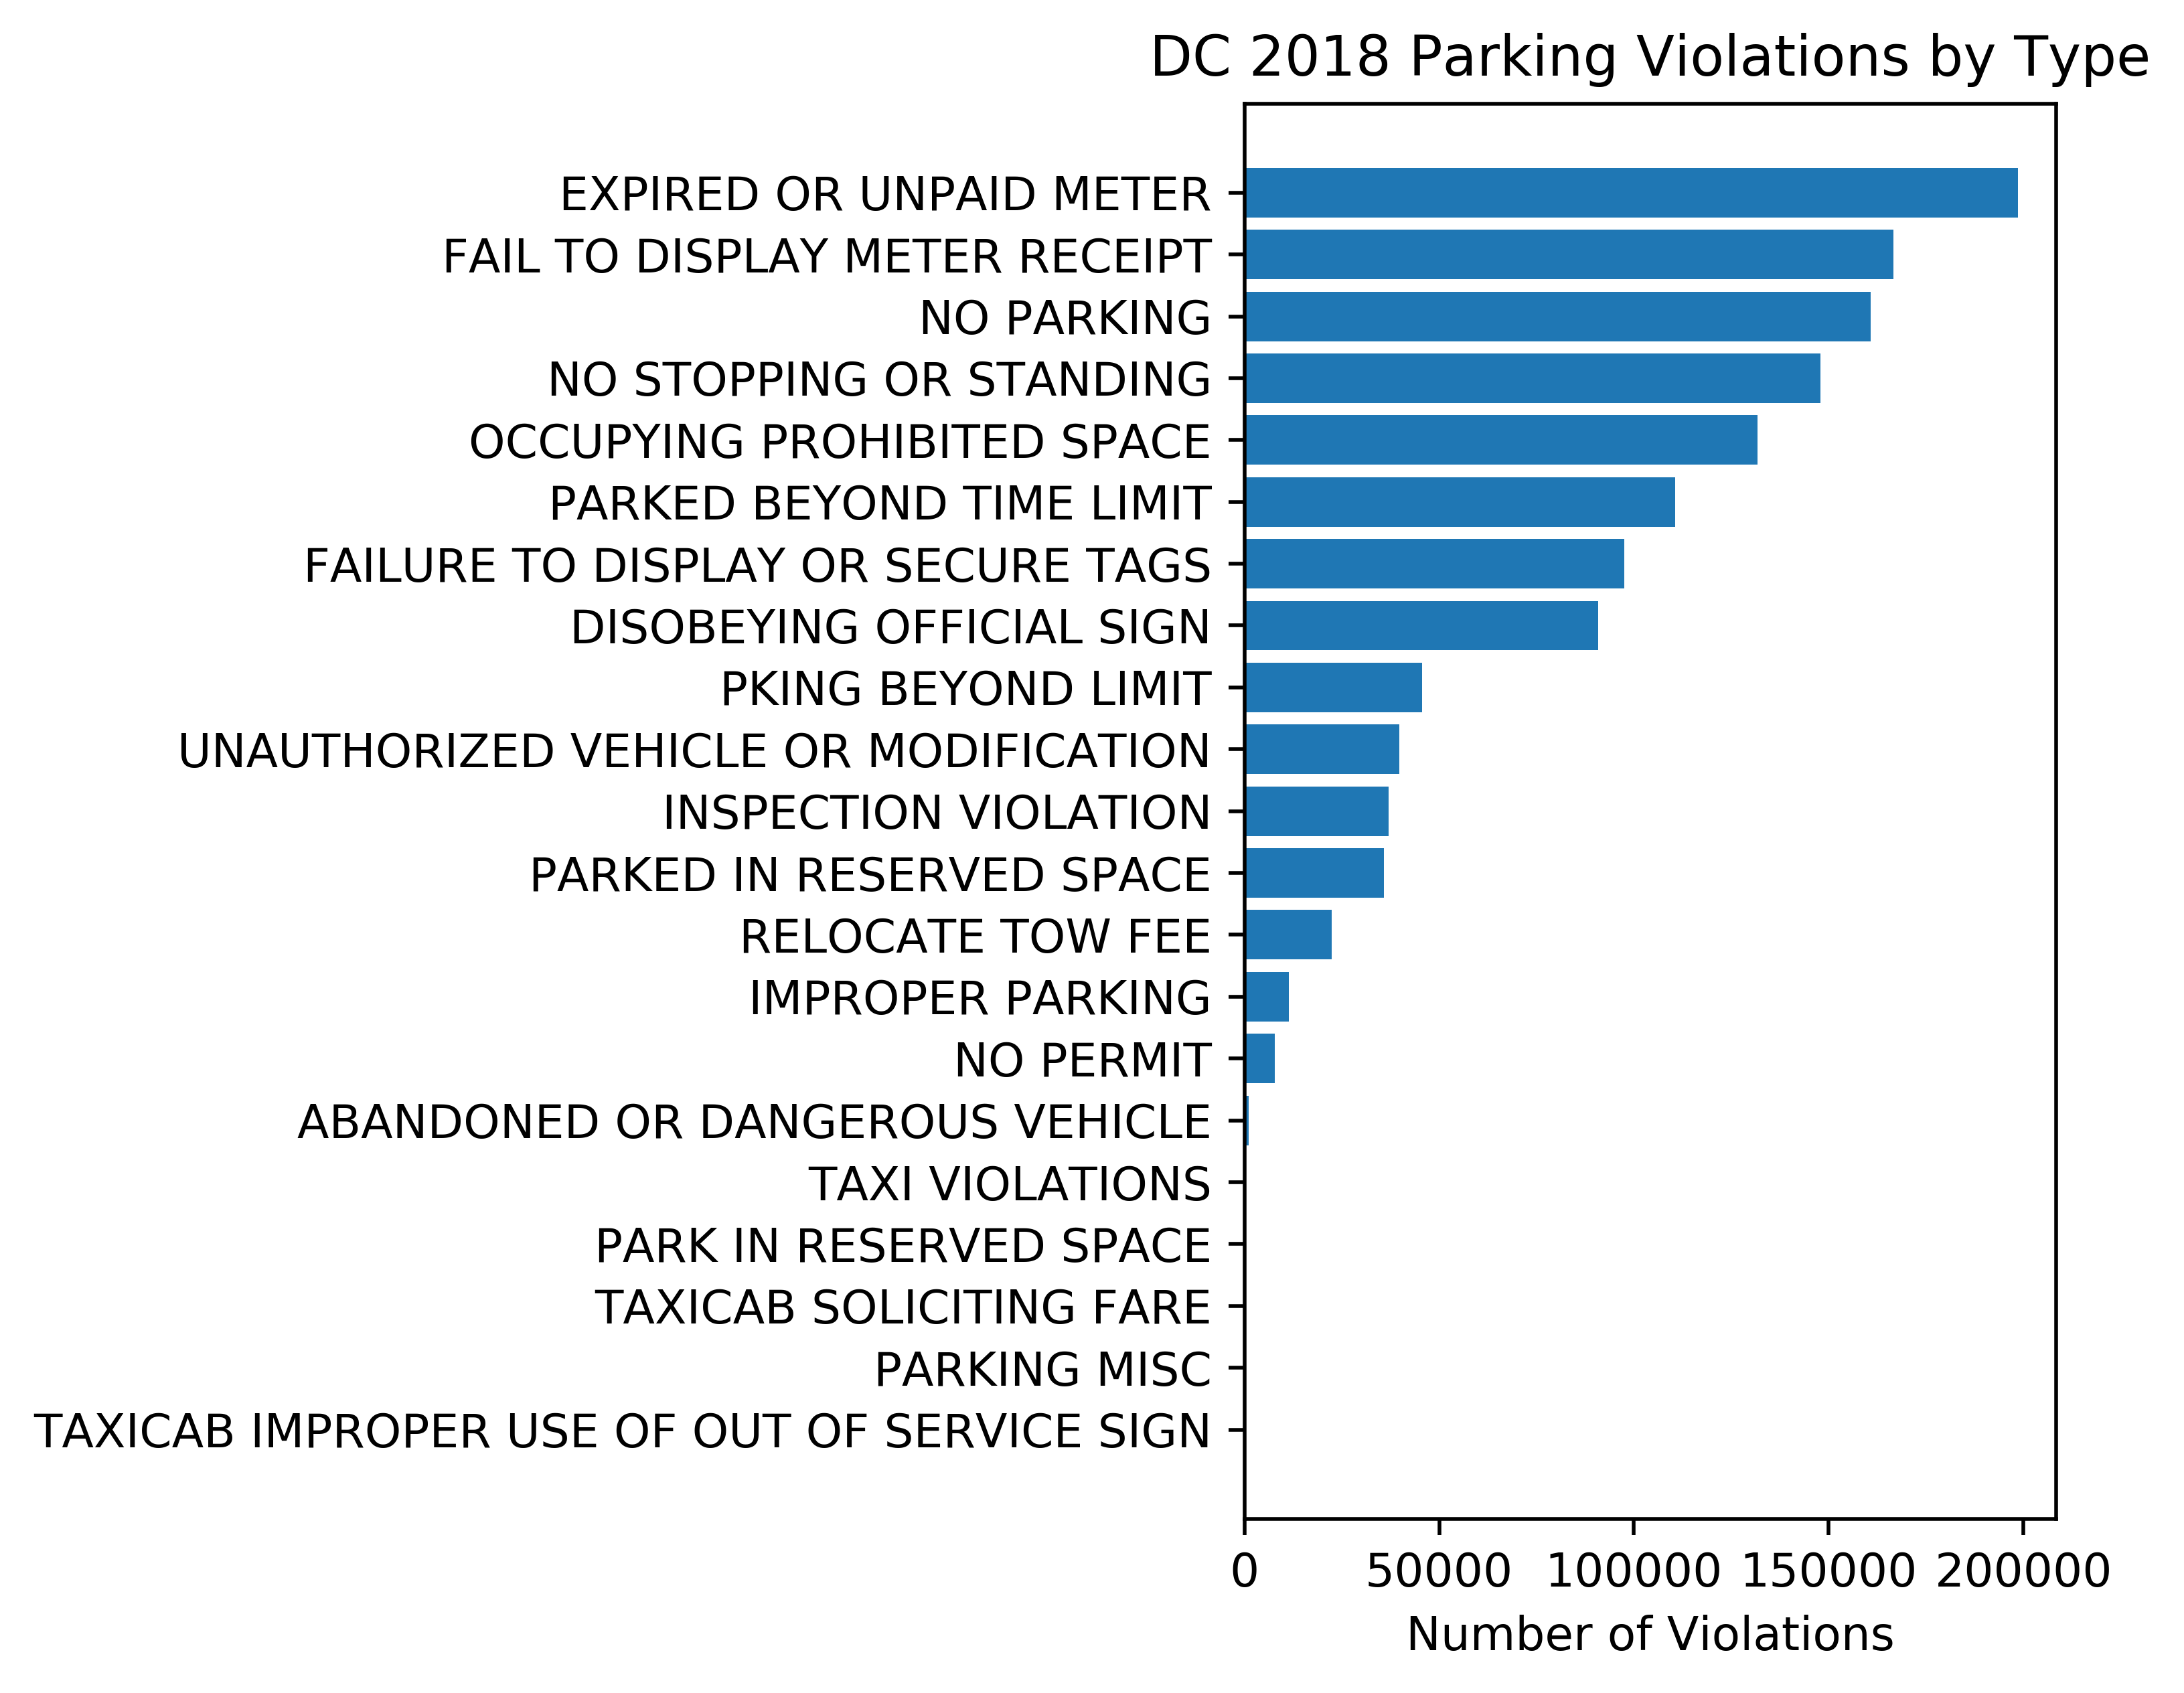 DC 2018 Parking Violations by Type
EXPIRED OR UNPAID METER
FAIL TO DISPLAY METER RECEIPT
NO PARKING
NO STOPPING OR STANDING
OCCUPYING PROHIBITED SPACE
PARKED BEYOND TIME LIMIT
FAILURE TO DISPLAY OR SECURE TAGS
DISOBEYING OFFICIAL SIGN
PKING BEYOND LIMIT
UNAUTHORIZED VEHICLE OR MODIFICATION
INSPECTION VIOLATION
PARKED IN RESERVED SPACE
RELOCATE TOW FEE
IMPROPER PARKING
NO PERMIT
ABANDONED OR DANGEROUS VEHICLE
TAXI VIOLATIONS
PARK IN RESERVED SPACE
TAXICAB SOLICITING FARE
PARKING MISC
TAXICAB IMPROPER USE OF OUT OF SERVICE SIGN
0 50000 100000 150000 200000
Number of Violations